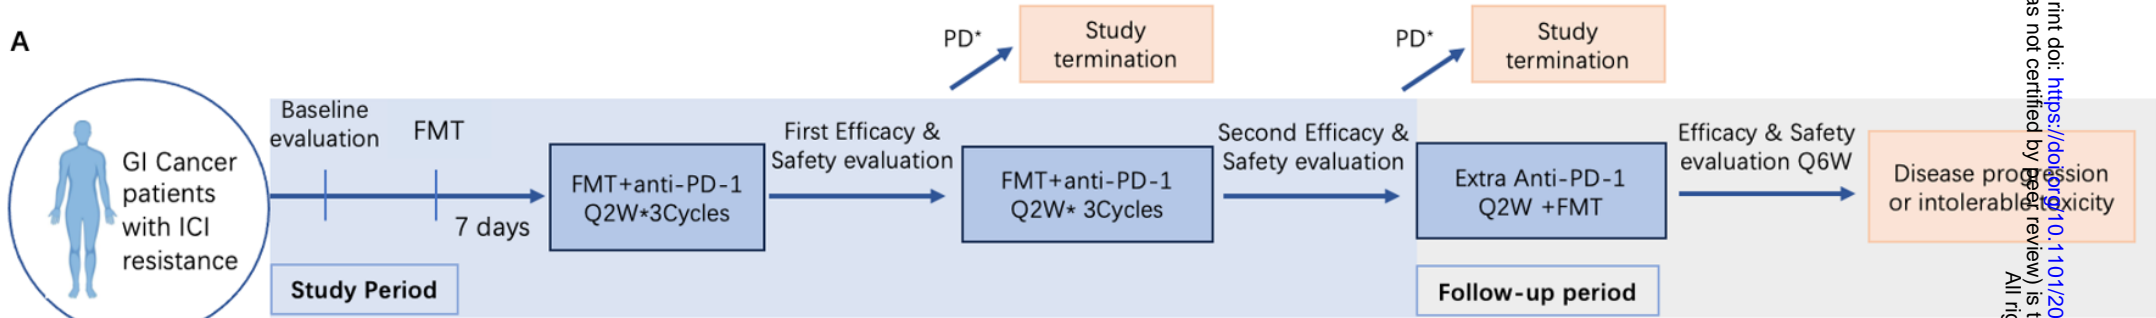 A
GI Cancer
patients
with ICI
resistance
Baseline
evaluation
FMT
7 days
Study Period
FMT+anti-PD-1
Q2W*3Cycles
First Efficacy &
Safety evaluation
PD*
Study
termination
FMT+anti-PD-1
Q2W* 3Cycles
Second Efficacy &
Safety evaluation
PD*
Study
termination
Extra Anti-PD-1
Q2W +FMT
Follow-up period
Efficacy & Safety
evaluation Q6W
Disease progression
or intolerable toxicity
rint doi: https://doi.org/10.1101/20
as not certified by peer review) is t
All rig